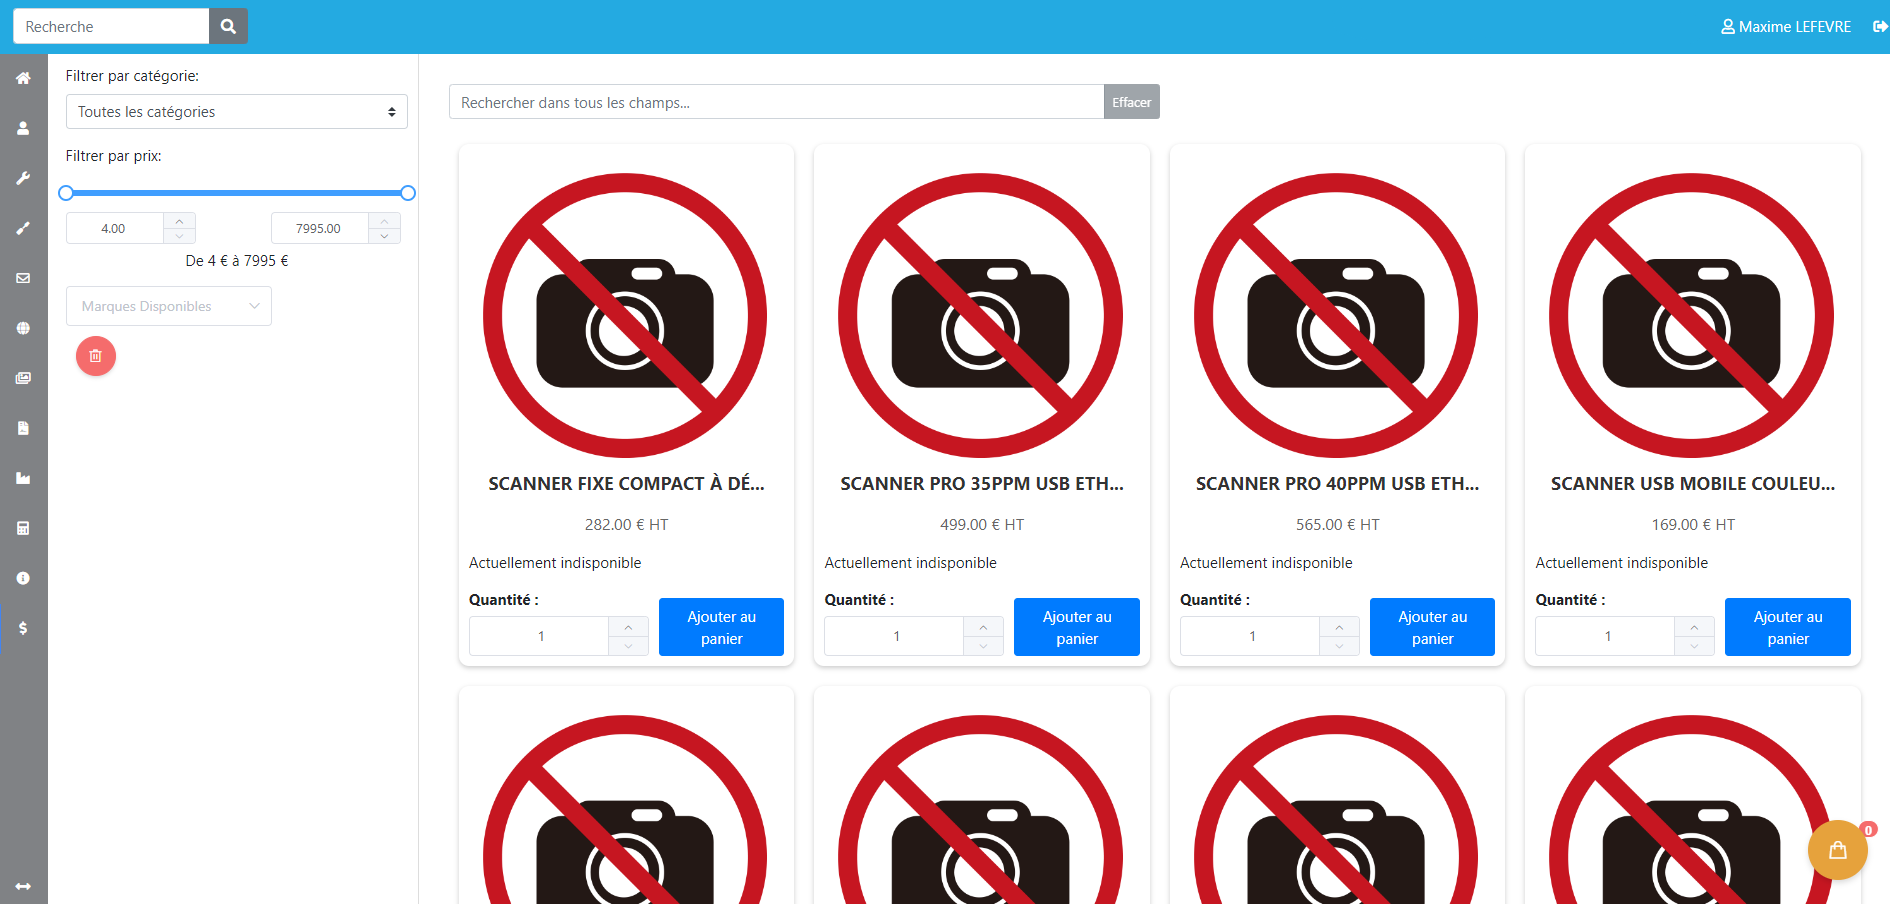 Recherche
Maxime LEFEVRE
Filtrer par catégorie:
Toutes les catégories
Filtrer par prix:
4.00
7995.00
De 4 € à 7995 €
Marques Disponibles
Rechercher dans tous les champs...
Effacer
SCANNER FIXE COMPACT À DÉ...
282.00 € HT
Actuellement indisponible
Quantité :
1
Ajouter au
panier
SCANNER PRO 35PPM USB ETH...
499.00 € HT
Actuellement indisponible
Quantité :
1
Ajouter au
panier
SCANNER PRO 40PPM USB ETH...
565.00 € HT
Actuellement indisponible
Quantité :
1
Ajouter au
panier
SCANNER USB MOBILE COULEU...
169.00 € HT
Actuellement indisponible
Quantité :
1
Ajouter au
panier
0